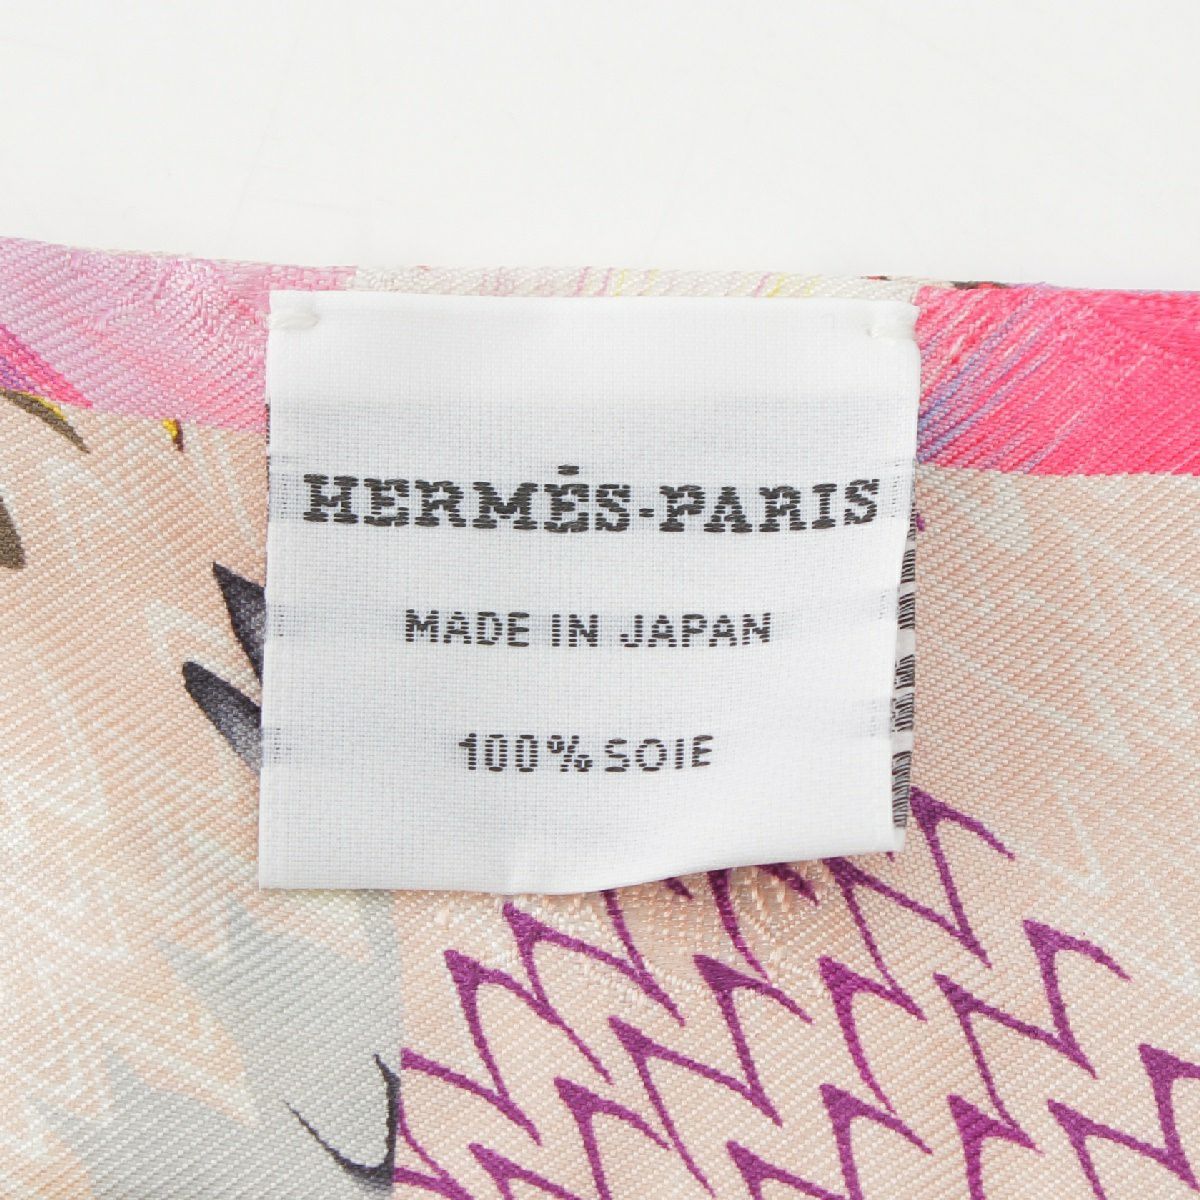 HERMÈS-PARIS
MADE IN JAPAN
100% SOIE